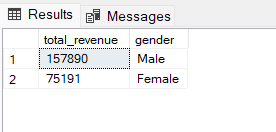 Results Messages
total_revenue gender
1 157890 Male
2 75191 Female